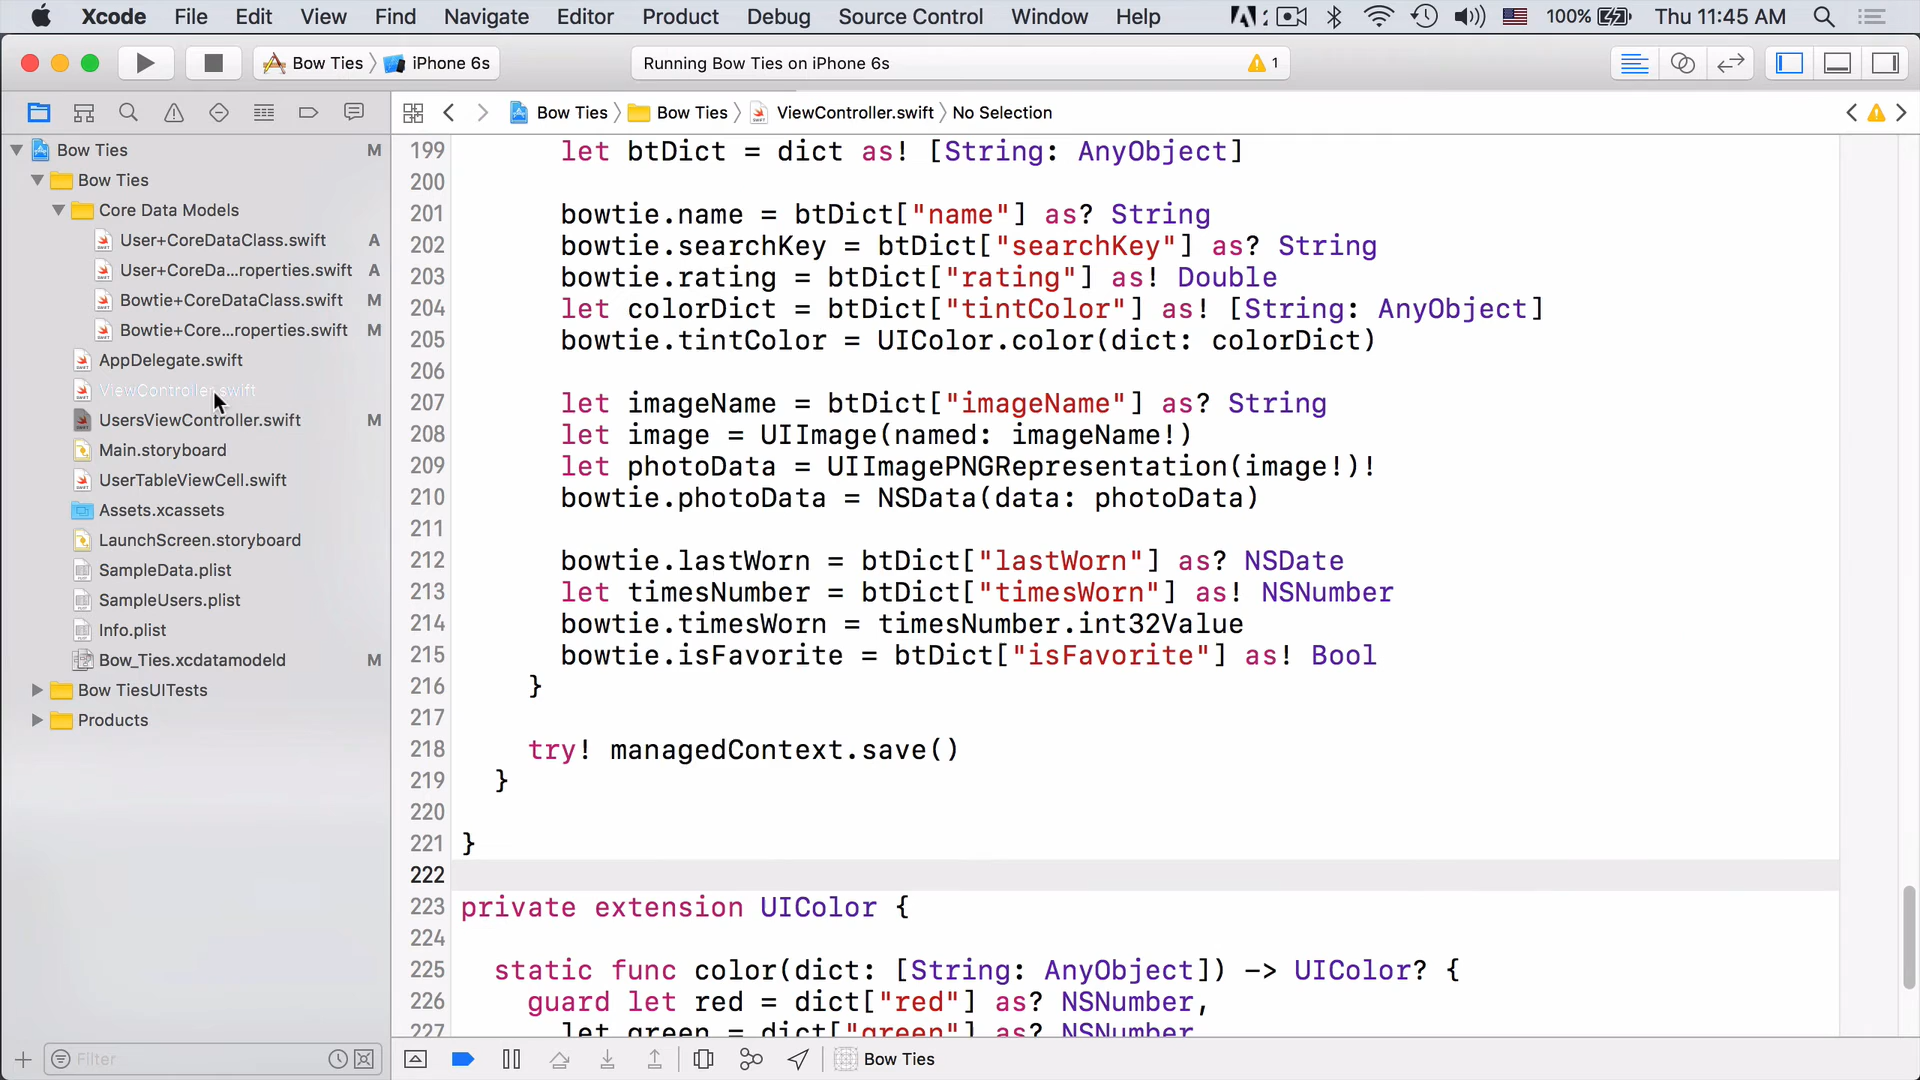 Xcode File Edit View Find Navigate Editor Product Debug Source Control Window Help 100% Thu 11:45 AM
Bow Ties iPhone 6s Running Bow Ties on iPhone 6s 1
Bow Ties Bow Ties ViewController.swift No Selection
Bow Ties M
Bow Ties
Core Data Models
User+CoreDataClass.swift A
User+CoreDa...roperties.swift A
Bowtie+CoreDataClass.swift M
Bowtie+Core...roperties.swift M
AppDelegate.swift
ViewController.swift
UsersViewController.swift M
Main.storyboard
UserTableViewCell.swift
Assets.xcassets
LaunchScreen.storyboard
SampleData.plist
SampleUsers.plist
Info.plist
Bow_Ties.xcdatamodeld M
Bow TiesUITests
Products
Filter
199 let btDict = dict as! [String: AnyObject]
200
201 bowtie.name = btDict["name"] as? String
202 bowtie.searchKey = btDict["searchKey"] as? String
203 bowtie.rating = btDict["rating"] as! Double
204 let colorDict = btDict["tintColor"] as! [String: AnyObject]
205 bowtie.tintColor = UIColor.color(dict: colorDict)
206
207 let imageName = btDict["imageName"] as? String
208 let image = UIImage(named: imageName!)
209 let photoData = UIImagePNGRepresentation(image!)!
210 bowtie.photoData = NSData(data: photoData)
211
212 bowtie.lastWorn = btDict["lastWorn"] as? NSDate
213 let timesNumber = btDict["timesWorn"] as! NSNumber
214 bowtie.timesWorn = timesNumber.int32Value
215 bowtie.isFavorite = btDict["isFavorite"] as! Bool
216 }
217
218 try! managedContext.save()
219 }
220
221 }
222
223 private extension UIColor {
224
225 static func color(dict: [String: AnyObject]) -> UIColor? {
226 guard let red = dict["red"] as? NSNumber,
227 let green = dict["green"] as? NSNumber
Bow Ties